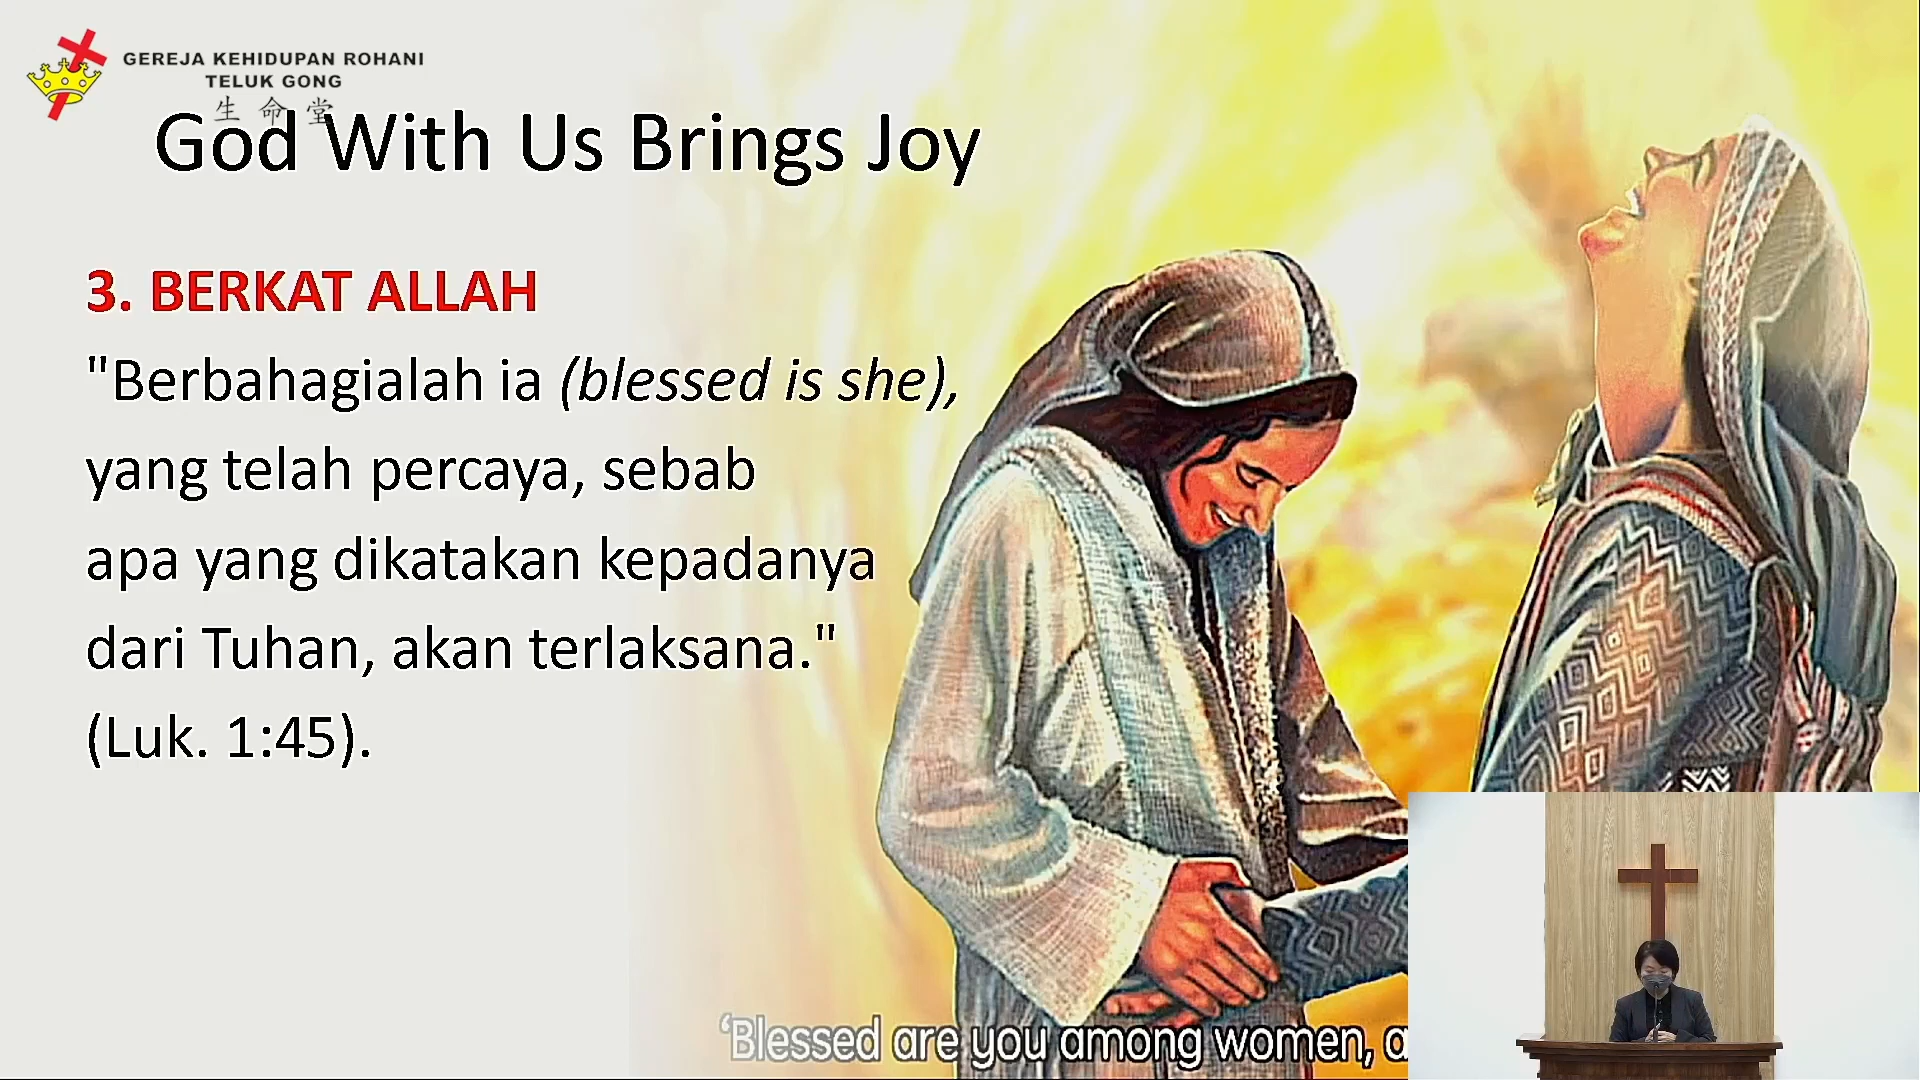 GEREJA KEHIDUPAN ROHANI
TELUK GONG
生命堂
God With Us Brings Joy
3. BERKAT ALLAH
"Berbahagialah ia (blessed is she),
yang telah percaya, sebab
apa yang dikatakan kepadanya
dari Tuhan, akan terlaksana."
(Luk. 1:45).
‘Blessed are you among women, a